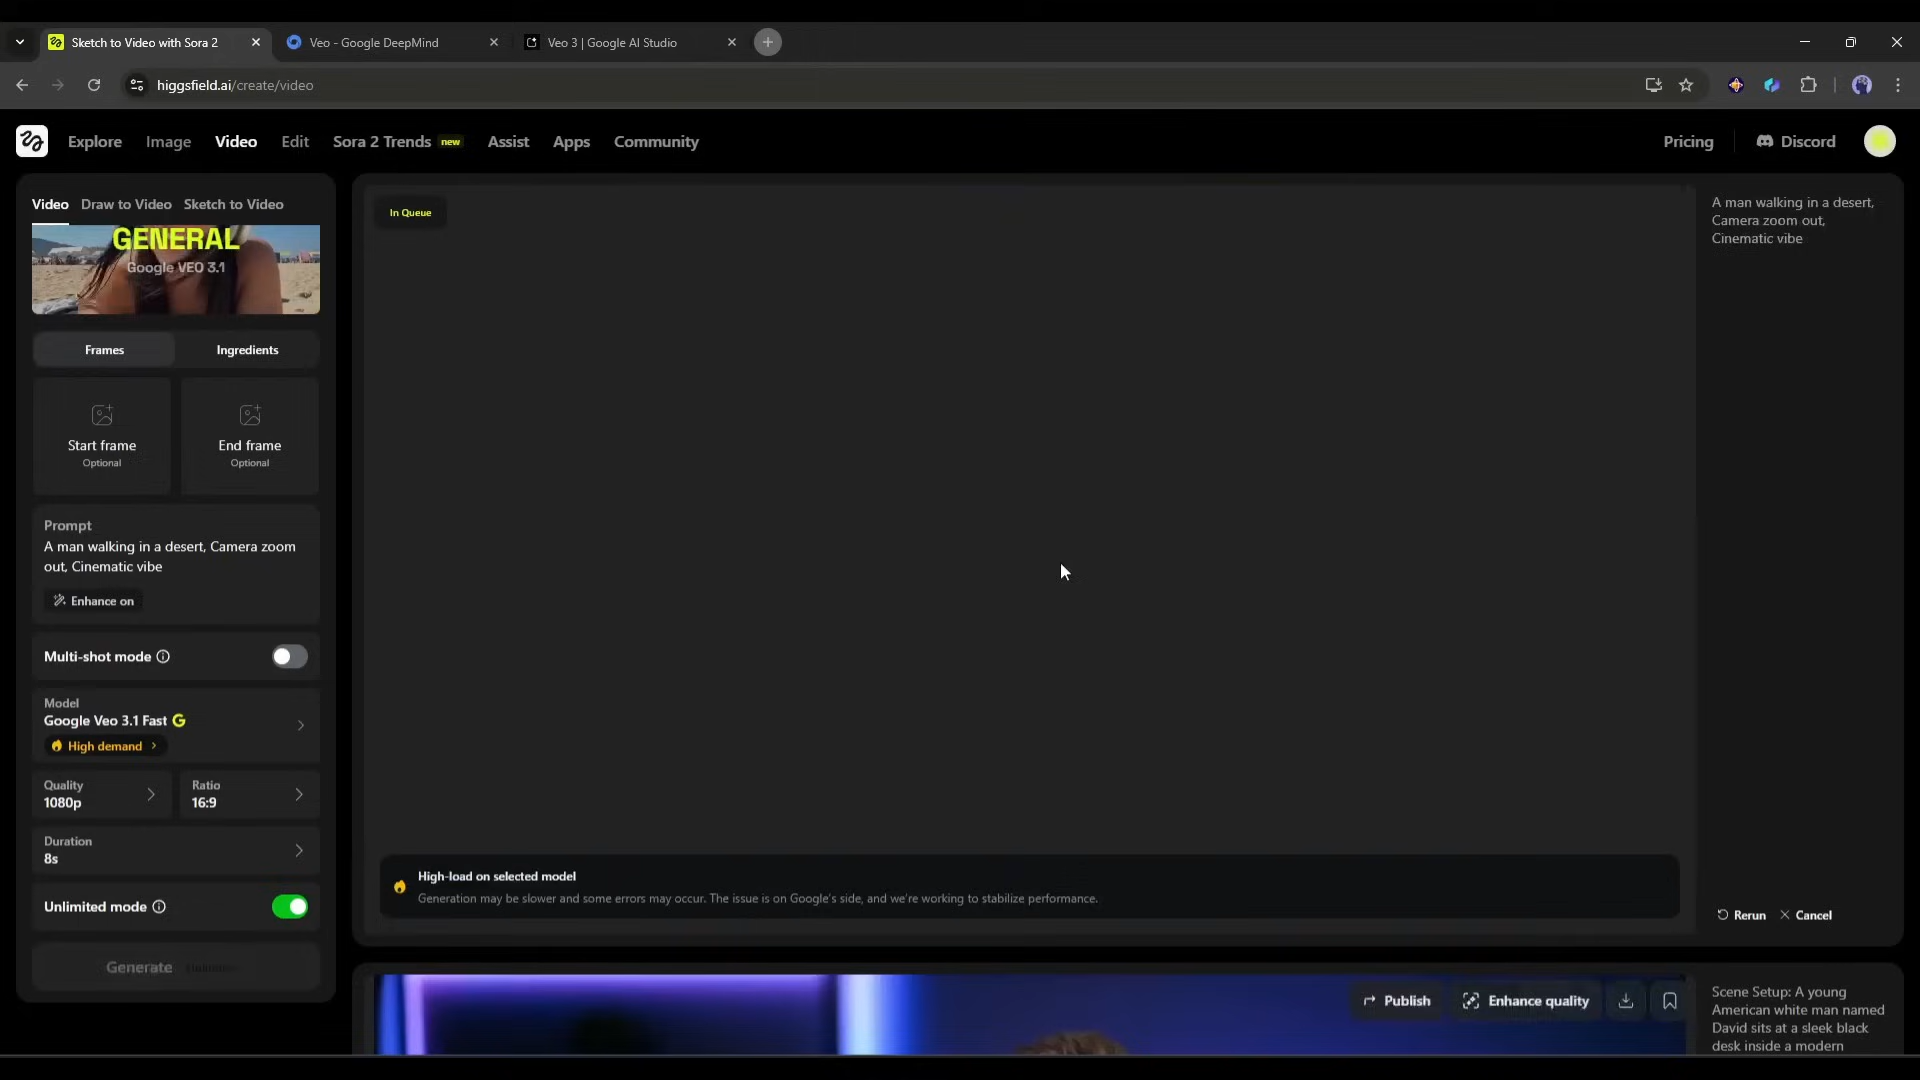 Sketch to Video with Sora 2
Veo - Google DeepMind
Veo 3 | Google AI Studio
higgsfield.ai/create/video
Explore
Image
Video
Edit
Sora 2 Trends new
Assist
Apps
Community
Pricing
Discord
Video
Draw to Video
Sketch to Video
GENERAL
Google VEO 3.1
Frames
Ingredients
Start frame
Optional
End frame
Optional
Prompt
A man walking in a desert, Camera zoom
out, Cinematic vibe
Enhance on
Multi-shot mode
Model
Google Veo 3.1 Fast
High demand
Quality
1080p
Ratio
16:9
Duration
8s
Unlimited mode
Generate
In Queue
High-load on selected model
Generation may be slower and some errors may occur. The issue is on Google's side, and we're working to stabilize performance.
A man walking in a desert,
Camera zoom out,
Cinematic vibe
Rerun
Cancel
Publish
Enhance quality
Scene Setup: A young
American white man named
David sits at a sleek black
desk inside a modern